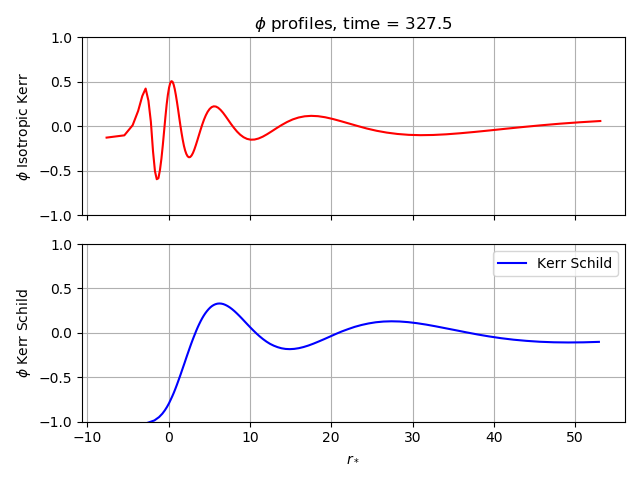 ϕ profiles, time = 327.5
1.0
0.5
0.0
−0.5
−1.0
ϕ Isotropic Kerr
1.0
0.5
0.0
−0.5
−1.0
ϕ Kerr Schild
Kerr Schild
−10 0 10 20 30 40 50
r*